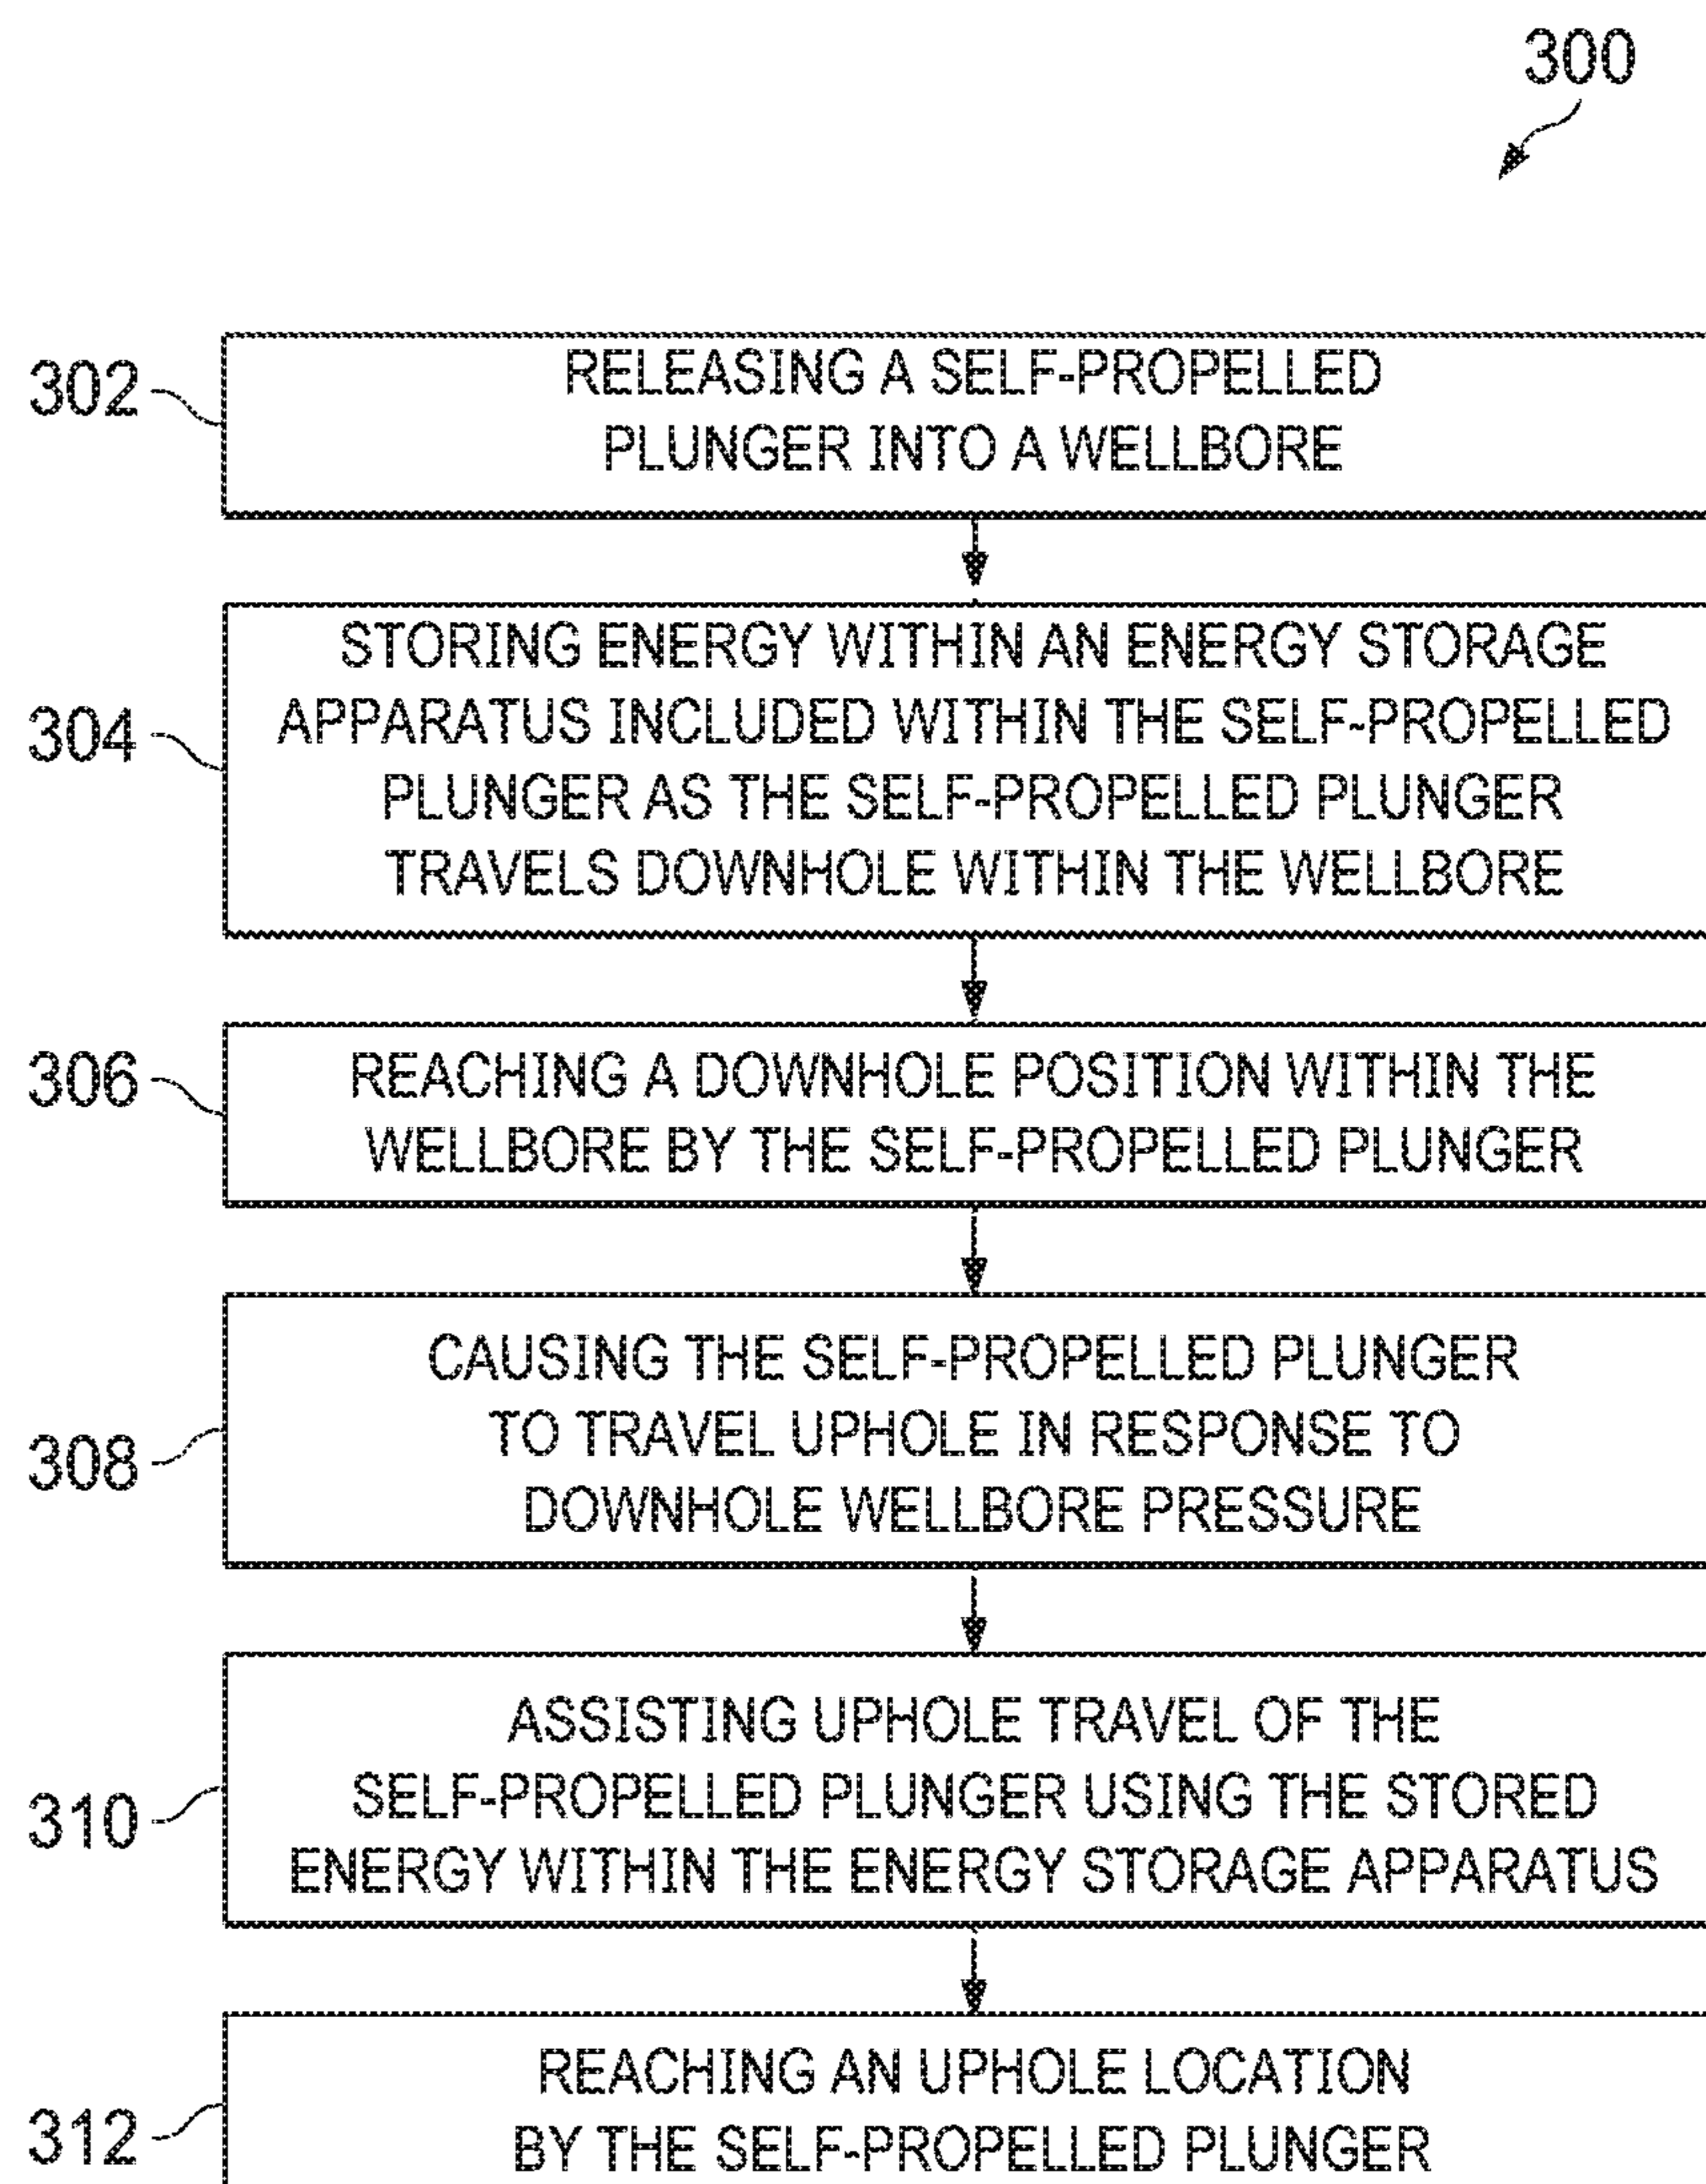 300
302
RELEASING A SELF-PROPELLED
PLUNGER INTO A WELLBORE
304
STORING ENERGY WITHIN AN ENERGY STORAGE
APPARATUS INCLUDED WITHIN THE SELF-PROPELLED
PLUNGER AS THE SELF-PROPELLED PLUNGER
TRAVELS DOWNHOLE WITHIN THE WELLBORE
306
REACHING A DOWNHOLE POSITION WITHIN THE
WELLBORE BY THE SELF-PROPELLED PLUNGER
308
CAUSING THE SELF-PROPELLED PLUNGER
TO TRAVEL UPHOLE IN RESPONSE TO
DOWNHOLE WELLBORE PRESSURE
310
ASSISTING UPHOLE TRAVEL OF THE
SELF-PROPELLED PLUNGER USING THE STORED
ENERGY WITHIN THE ENERGY STORAGE APPARATUS
312
REACHING AN UPHOLE LOCATION
BY THE SELF-PROPELLED PLUNGER